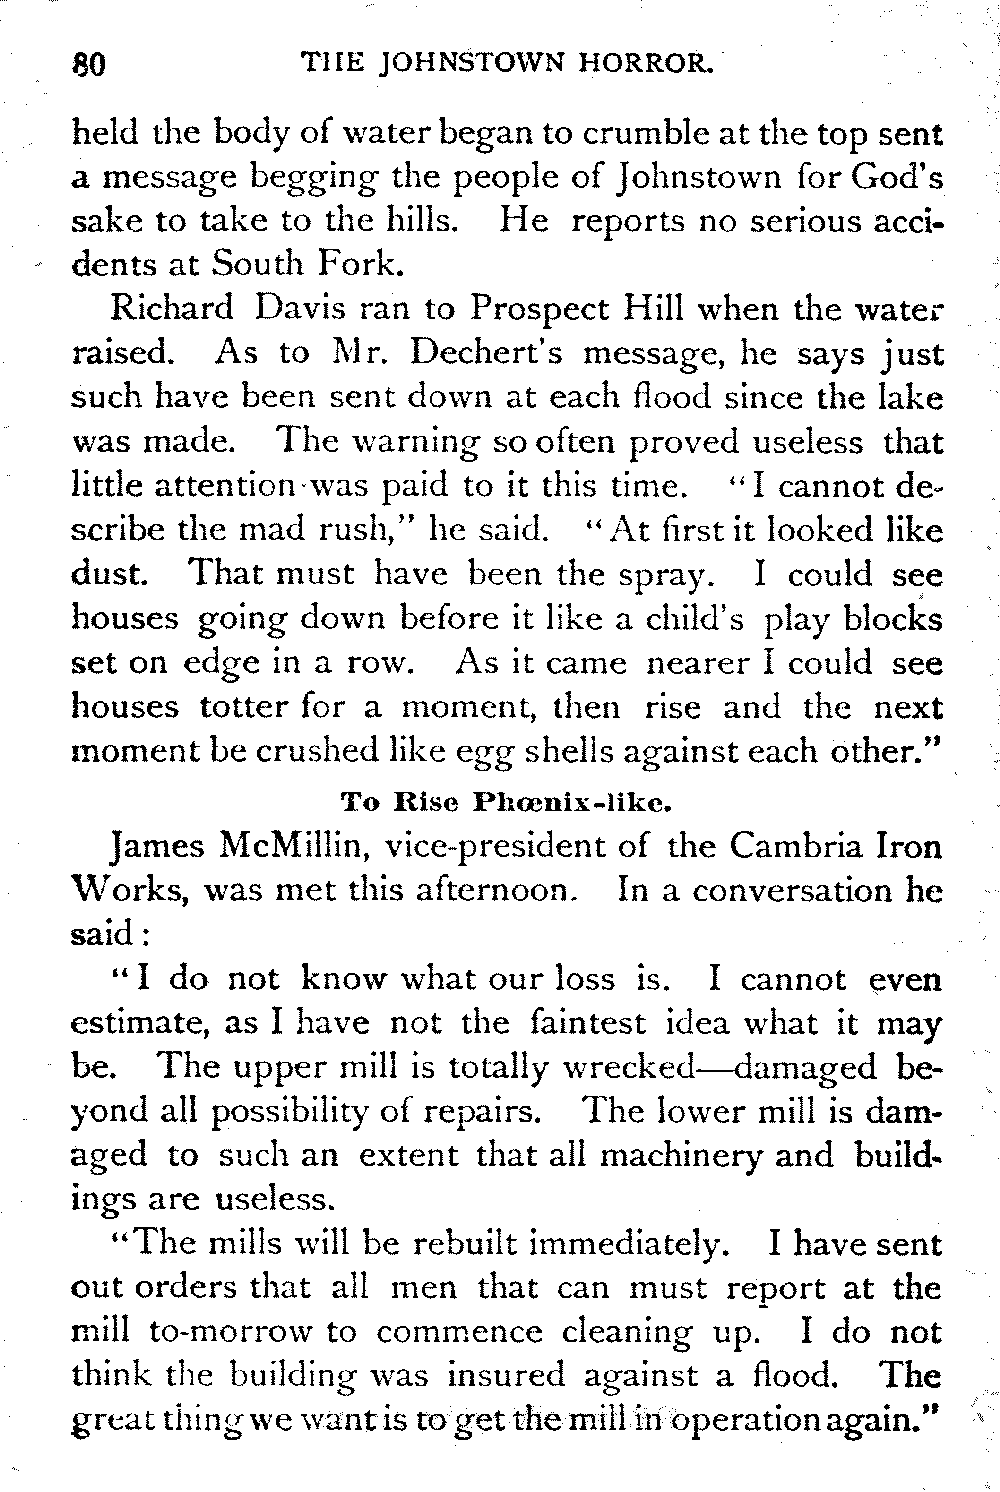 80 THE JOHNSTOWN HORROR.
held the body of water began to crumble at the top sent
a message begging the people of Johnstown for God's
sake to take to the hills. He reports no serious acci-
dents at South Fork.
Richard Davis ran to Prospect Hill when the water
raised. As to Mr. Dechert's message, he says just
such have been sent down at each flood since the lake
was made. The warning so often proved useless that
little attention was paid to it this time. "I cannot de-
scribe the mad rush," he said. "At first it looked like
dust. That must have been the spray. I could see
houses going down before it like a child's play blocks
set on edge in a row. As it came nearer I could see
houses totter for a moment, then rise and the next
moment be crushed like egg shells against each other."
To Rise Phœnix-like.
James McMillin, vice-president of the Cambria Iron
Works, was met this afternoon. In a conversation he
said:
"I do not know what our loss is. I cannot even
estimate, as I have not the faintest idea what it may
be. The upper mill is totally wrecked—damaged be-
yond all possibility of repairs. The lower mill is dam-
aged to such an extent that all machinery and build-
ings are useless.
"The mills will be rebuilt immediately. I have sent
out orders that all men that can must report at the
mill to-morrow to commence cleaning up. I do not
think the building was insured against a flood. The
great thing we want is to get the mill in operation again."